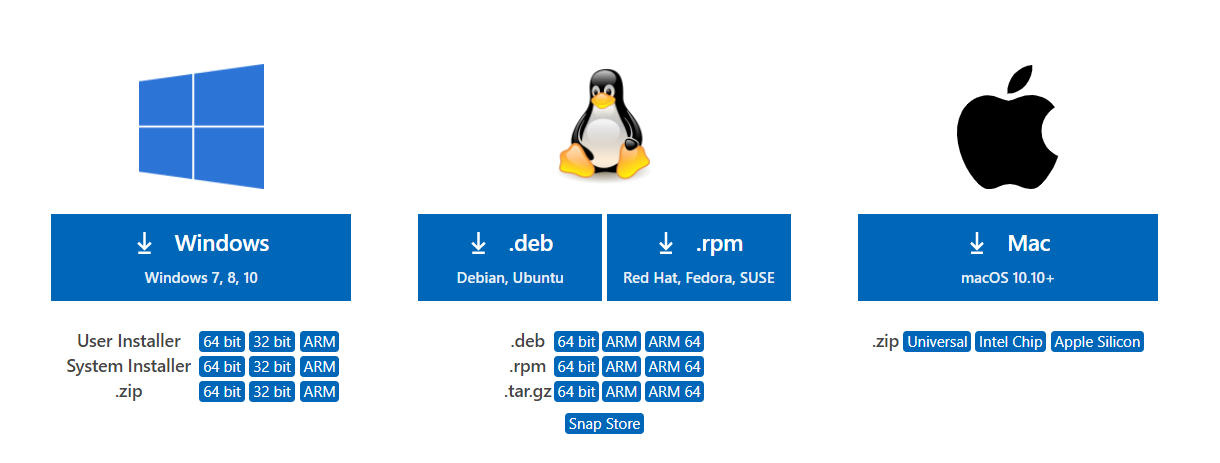 Windows
Windows 7, 8, 10
User Installer 64 bit 32 bit ARM
System Installer 64 bit 32 bit ARM
.zip 64 bit 32 bit ARM
.deb
Debian, Ubuntu
.rpm
Red Hat, Fedora, SUSE
.deb 64 bit ARM ARM 64
.rpm 64 bit ARM ARM 64
.tar.gz 64 bit ARM ARM 64
Snap Store
Mac
macOS 10.10+
.zip Universal Intel Chip Apple Silicon